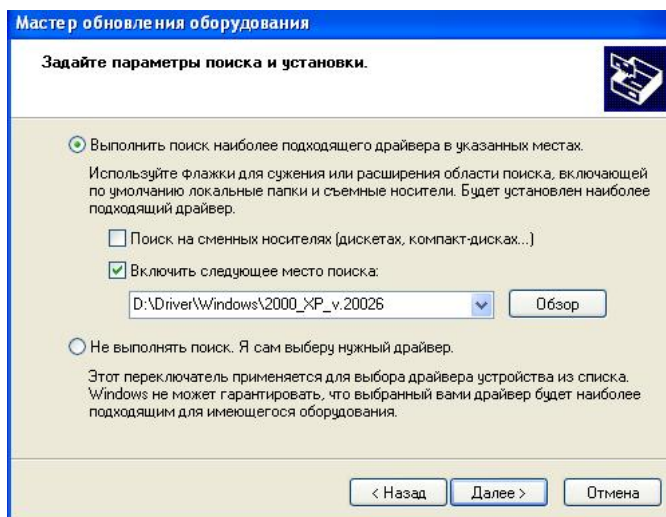 Мастер обновления оборудования
Задайте параметры поиска и установки.
Выполнить поиск наиболее подходящего драйвера в указанных местах.
Используйте флажки для сужения или расширения области поиска, включающей
по умолчанию локальные папки и съемные носители. Будет установлен наиболее
подходящий драйвер.
Поиск на сменных носителях (дискетах, компакт-дисках...)
Включить следующее место поиска:
D:\Driver\Windows\2000_XP_v.20026
Обзор
Не выполнять поиск. Я сам выберу нужный драйвер.
Этот переключатель применяется для выбора драйвера устройства из списка.
Windows не может гарантировать, что выбранный вами драйвер будет наиболее
подходящим для имеющегося оборудования.
< Назад Далее > Отмена